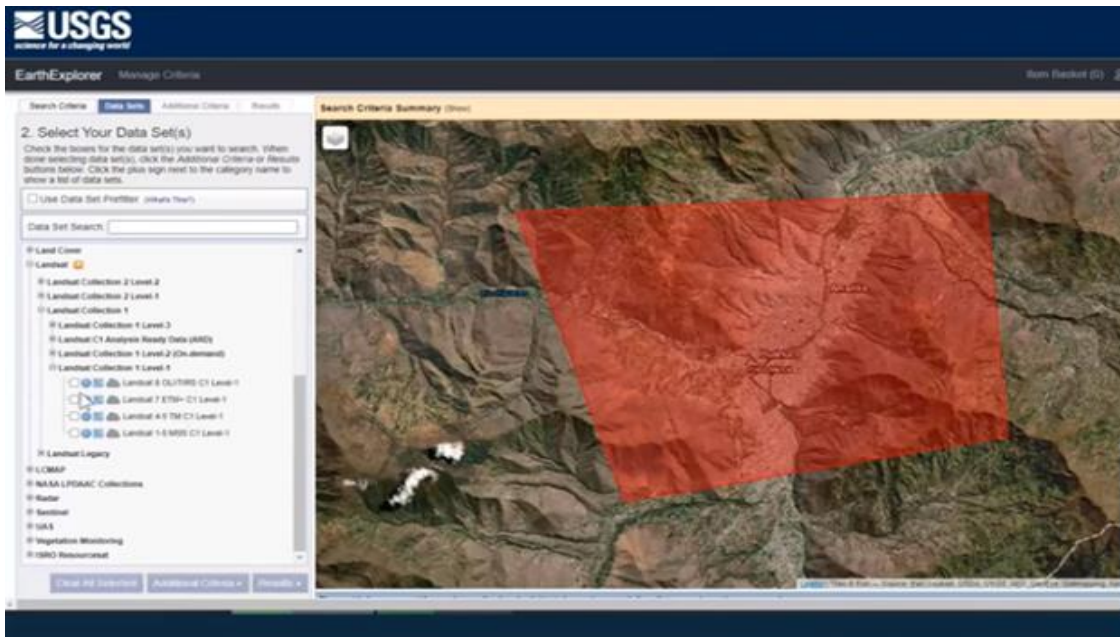 USGS
science for a changing world
EarthExplorer Manage Criteria
Item Basket (0)
Search Criteria Data Sets Additional Criteria Results
Search Criteria Summary (Show)
2. Select Your Data Set(s)
Check the boxes for the data set(s) you want to search. When
done selecting data set(s), click the Additional Criteria or Results
buttons below. Click the plus sign next to the category name to
show a list of data sets.
Use Data Set Prefilter (What's This?)
Data Set Search:
Land Cover
Landsat
Landsat Collection 2 Level-2
Landsat Collection 2 Level-1
Landsat Collection 1
Landsat Collection 1 Level-3
Landsat C1 Analysis Ready Data (ARD)
Landsat Collection 1 Level-2 (On-demand)
Landsat Collection 1 Level-1
Landsat 8 OLI/TIRS C1 Level-1
Landsat 7 ETM+ C1 Level-1
Landsat 4-5 TM C1 Level-1
Landsat 1-5 MSS C1 Level-1
Landsat Legacy
LCMAP
NASA LPDAAC Collections
Radar
Sentinel
UAS
Vegetation Monitoring
ISRO Resourcesat
Clear All Selected Additional Criteria » Results »